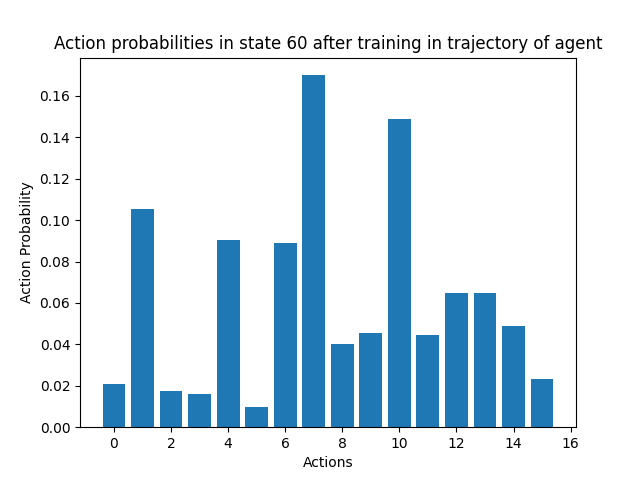 Action probabilities in state 60 after training in trajectory of agent
0.16
0.14
0.12
0.10
0.08
0.06
0.04
0.02
0.00
Action Probability
0 2 4 6 8 10 12 14 16
Actions